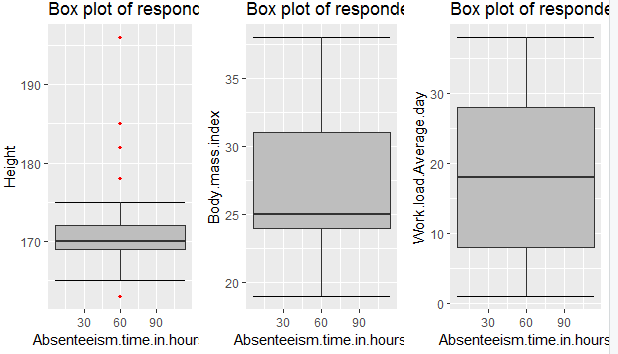 Box plot of responde
Height
190
180
170
30 60 90
Absenteeism.time.in.hours
Box plot of responde
Body.mass.index
35
30
25
20
30 60 90
Absenteeism.time.in.hours
Box plot of responde
Work.load.Average.day
30
20
10
0
30 60 90
Absenteeism.time.in.hours